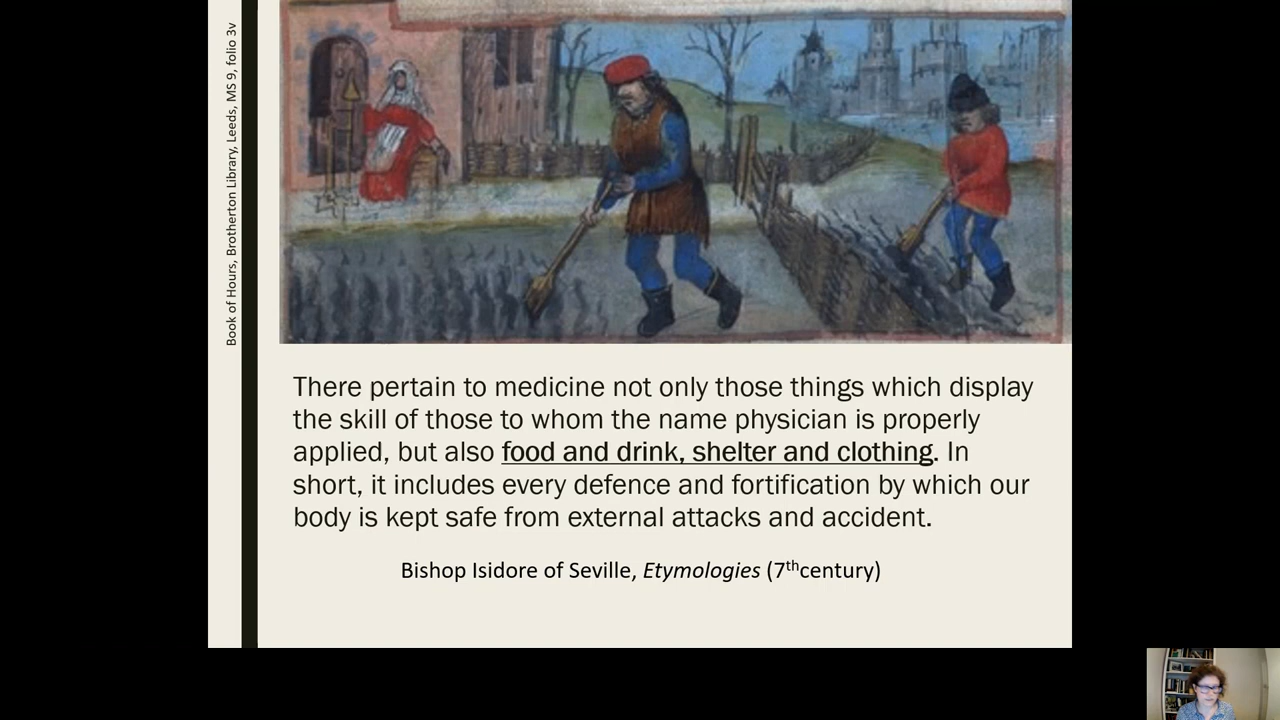 Book of Hours, Brotherton Library, Leeds, MS 9, folio 3v
There pertain to medicine not only those things which display
the skill of those to whom the name physician is properly
applied, but also food and drink, shelter and clothing. In
short, it includes every defence and fortification by which our
body is kept safe from external attacks and accident.
Bishop Isidore of Seville, Etymologies (7thcentury)